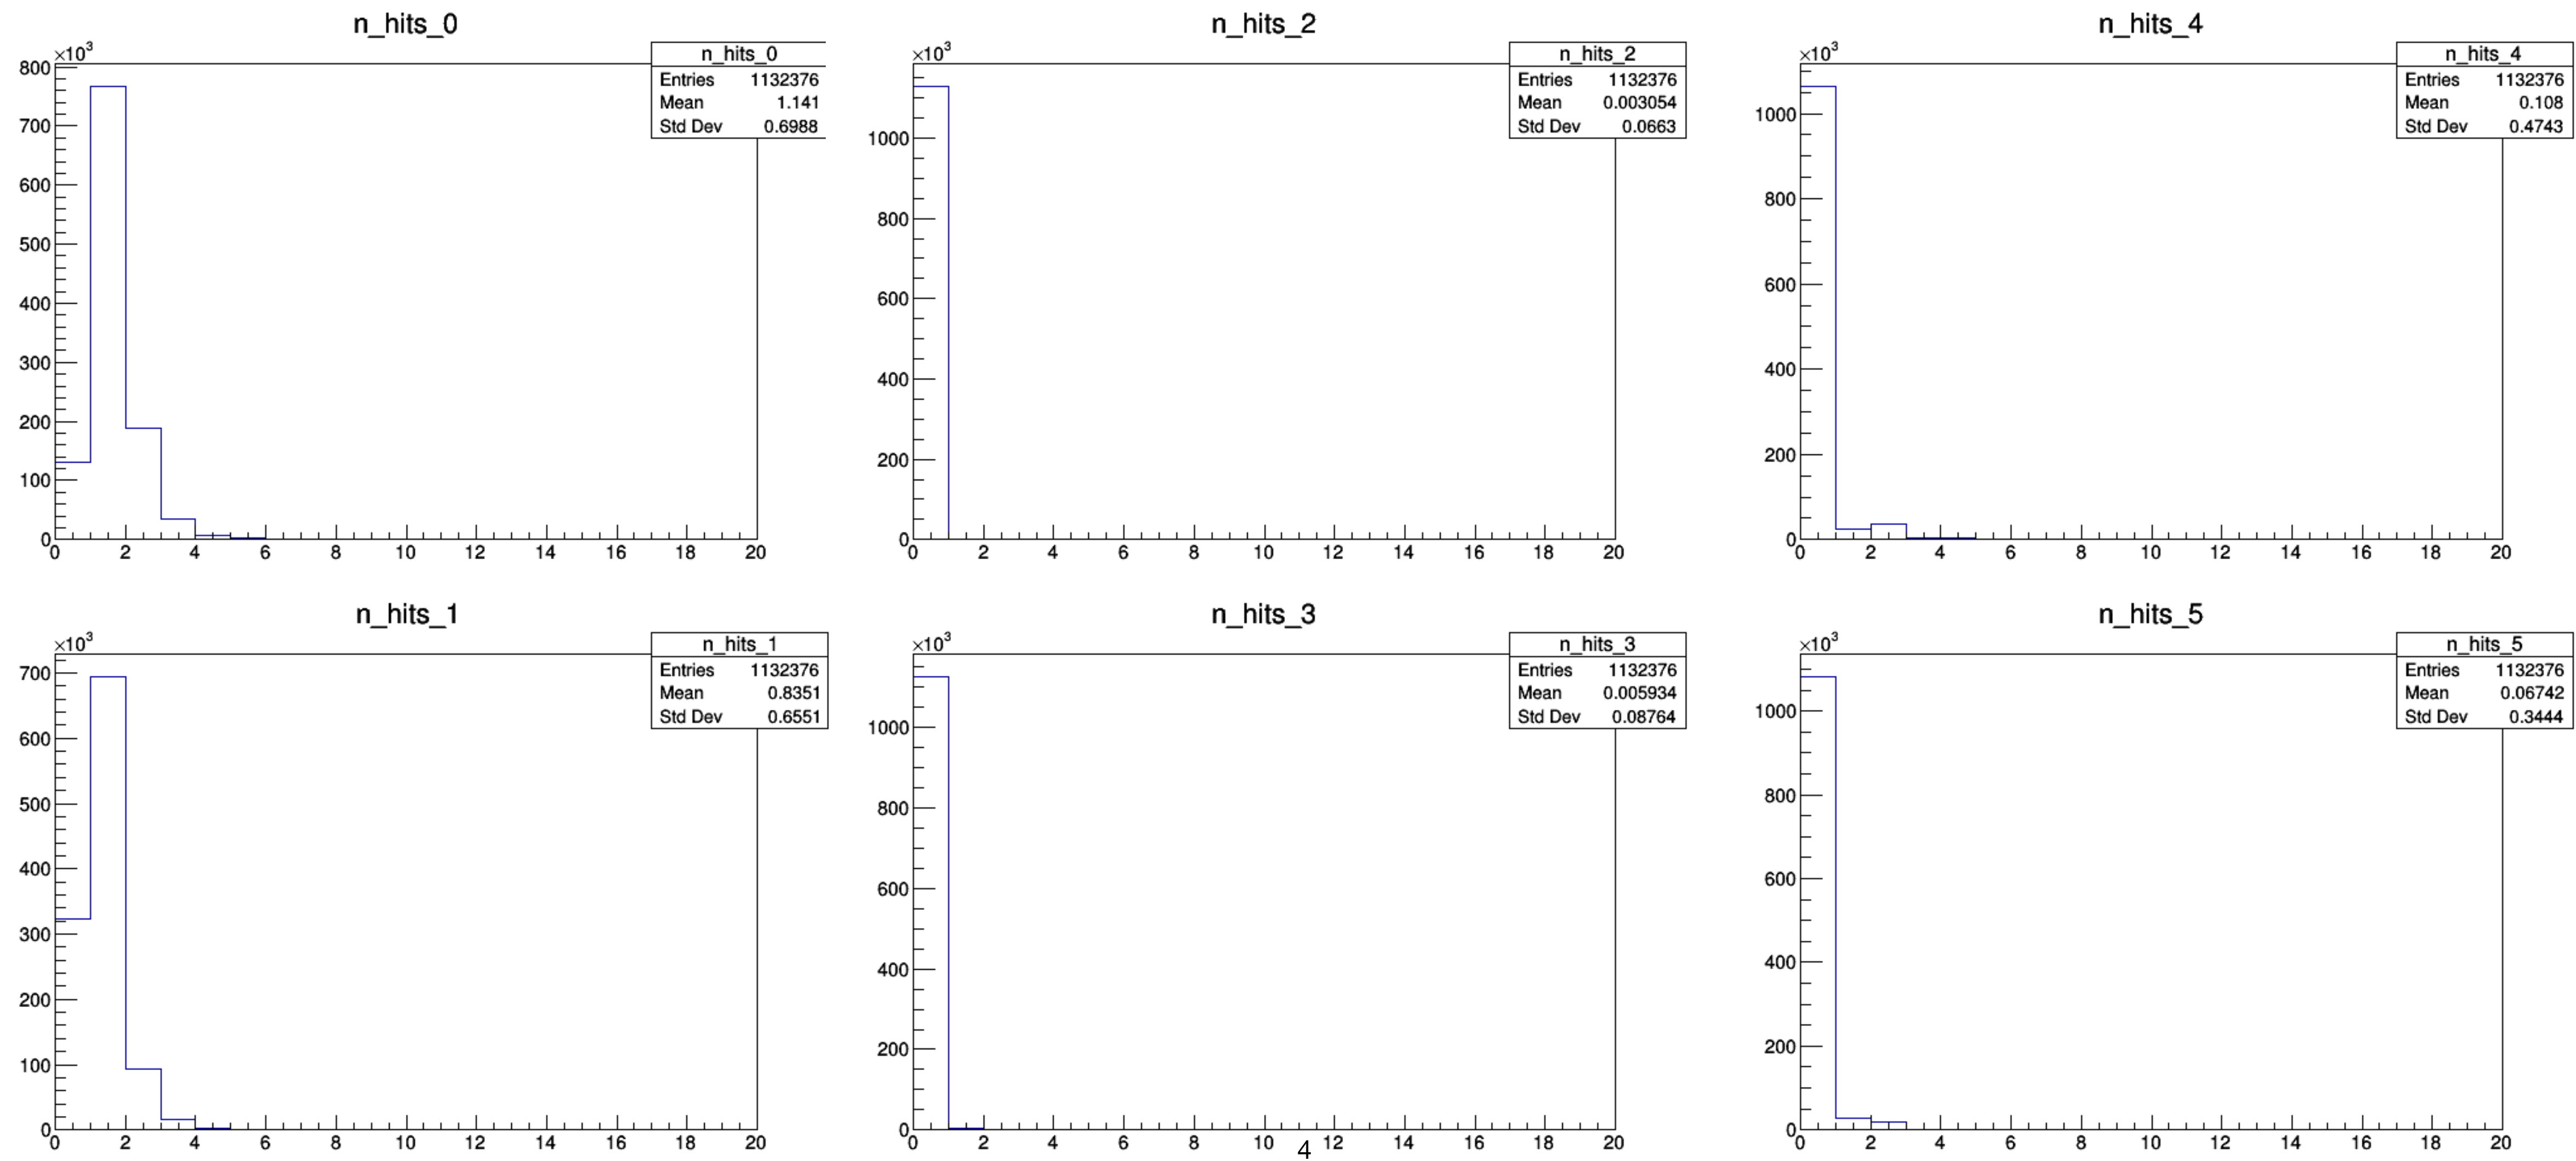 n_hits_0
×10³
n_hits_0
Entries 1132376
Mean 1.141
Std Dev 0.6988
800
700
600
500
400
300
200
100
0
0 2 4 6 8 10 12 14 16 18 20
n_hits_2
×10³
n_hits_2
Entries 1132376
Mean 0.003054
Std Dev 0.0663
1000
800
600
400
200
0
0 2 4 6 8 10 12 14 16 18 20
n_hits_4
×10³
n_hits_4
Entries 1132376
Mean 0.108
Std Dev 0.4743
1000
800
600
400
200
0
0 2 4 6 8 10 12 14 16 18 20
n_hits_1
×10³
n_hits_1
Entries 1132376
Mean 0.8351
Std Dev 0.6551
700
600
500
400
300
200
100
0
0 2 4 6 8 10 12 14 16 18 20
n_hits_3
×10³
n_hits_3
Entries 1132376
Mean 0.005934
Std Dev 0.08764
1000
800
600
400
200
0
0 2 4 6 8 10 12 14 16 18 20
n_hits_5
×10³
n_hits_5
Entries 1132376
Mean 0.06742
Std Dev 0.3444
1000
800
600
400
200
0
0 2 4 6 8 10 12 14 16 18 20
4